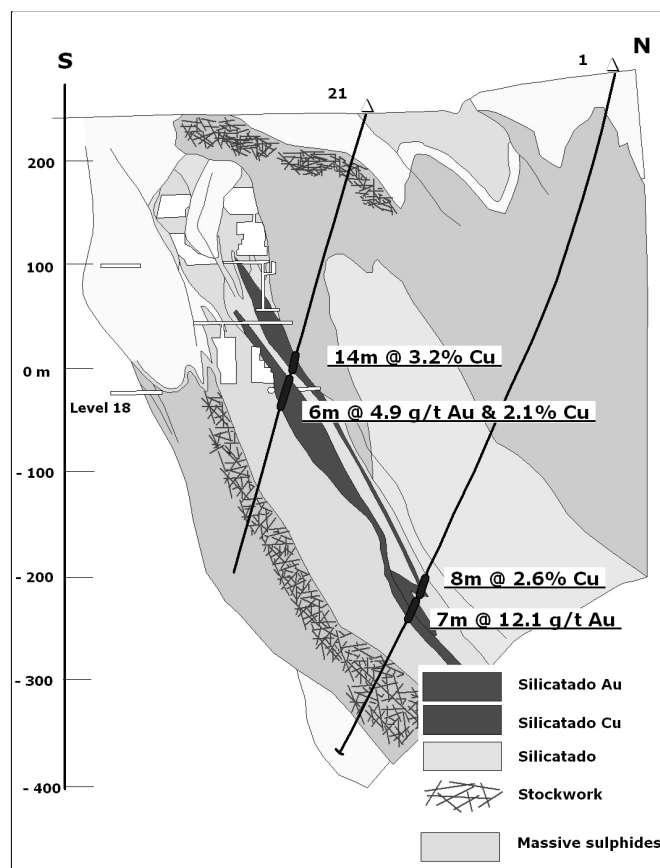 S
N
1
21
200
100
14m @ 3.2% Cu
0 m
Level 18
6m @ 4.9 g/t Au & 2.1% Cu
- 100
- 200
8m @ 2.6% Cu
7m @ 12.1 g/t Au
- 300
Silicatado Au
Silicatado Cu
Silicatado
- 400
Stockwork
Massive sulphides